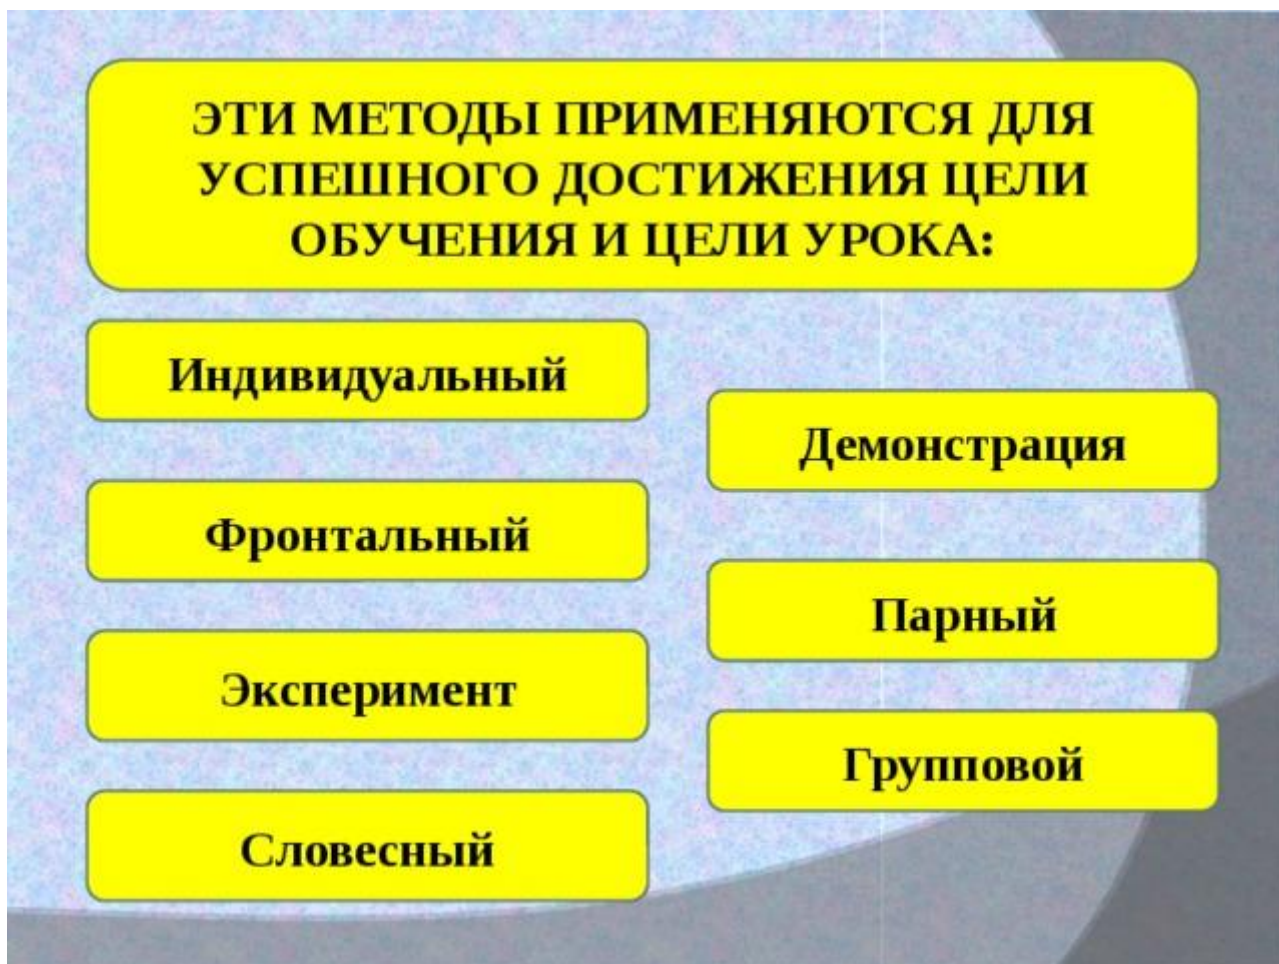 ЭТИ МЕТОДЫ ПРИМЕНЯЮТСЯ ДЛЯ
УСПЕШНОГО ДОСТИЖЕНИЯ ЦЕЛИ
ОБУЧЕНИЯ И ЦЕЛИ УРОКА:
Индивидуальный
Фронтальный
Эксперимент
Словесный
Демонстрация
Парный
Групповой